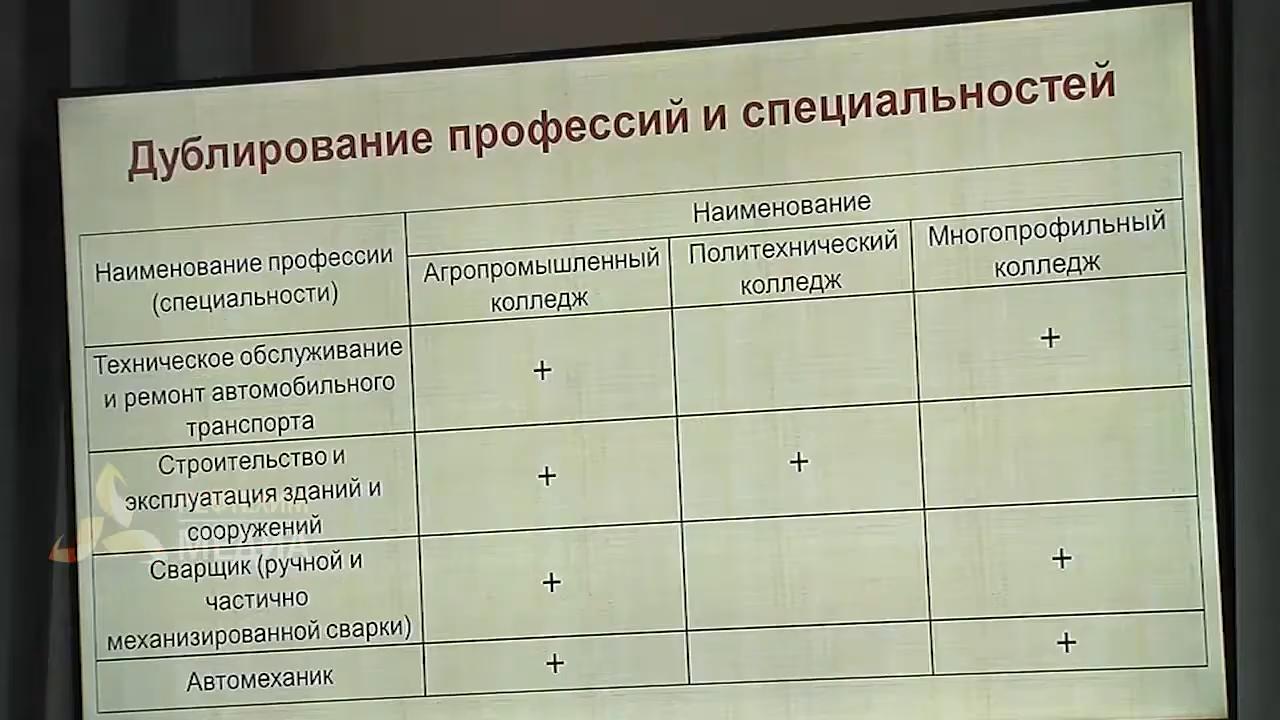 Дублирование профессий и специальностей
Наименование профессии
(специальности)
Наименование
Агропромышленный
колледж
Политехнический
колледж
Многопрофильный
колледж
Техническое обслуживание
и ремонт автомобильного
транспорта
+
+
Строительство и
эксплуатация зданий и
сооружений
+
+
Сварщик (ручной и
частично
механизированной сварки)
+
+
Автомеханик
+
+
МЕДИА